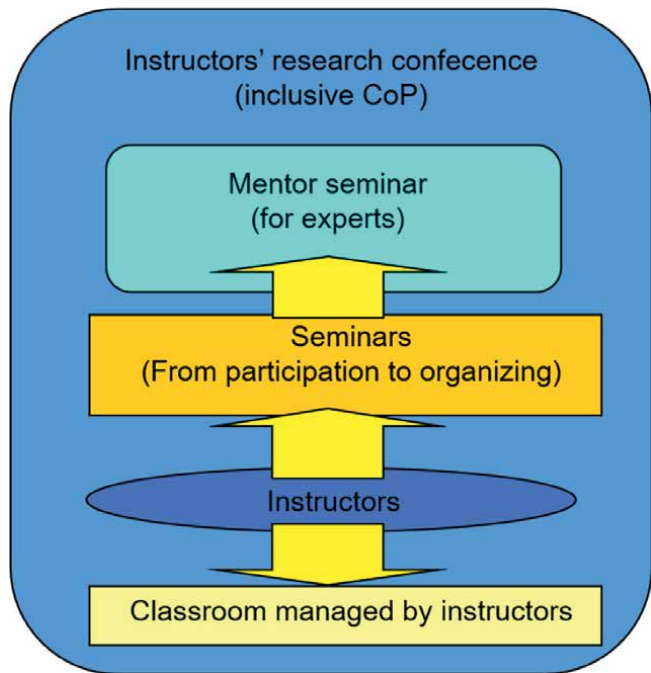 Instructors' research confecence
(inclusive CoP)
Mentor seminar
(for experts)
Seminars
(From participation to organizing)
Instructors
Classroom managed by instructors